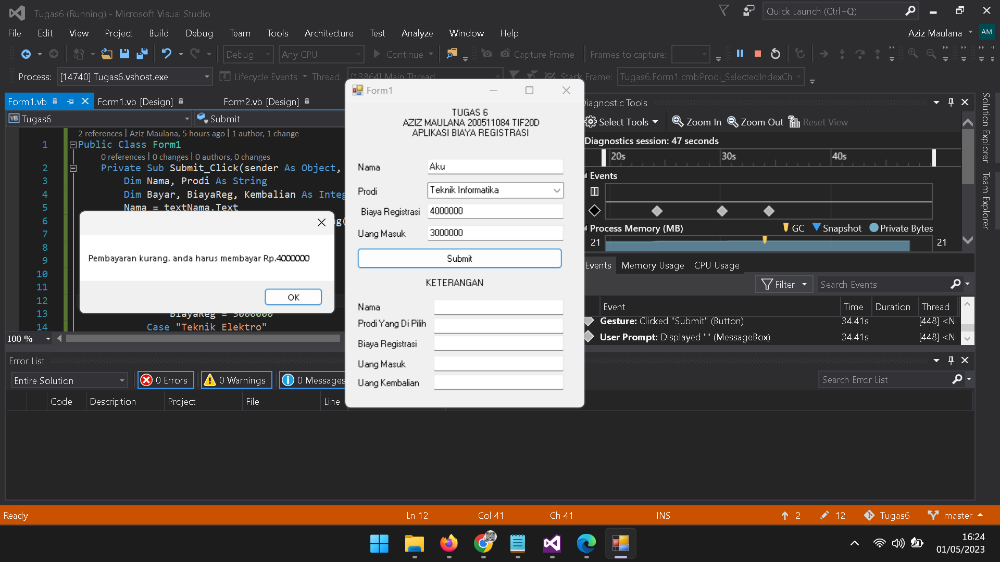 Tugas6 (Running) - Microsoft Visual Studio
Quick Launch (Ctrl+Q)
File Edit View Project Build Debug Team Tools Architecture Test Analyze Window Help
Aziz Maulana AM
Debug Any CPU Continue Capture Frame Frames to capture:
Process: [14740] Tugas6.vshost.exe Lifecycle Events Thread: [13864] Main Thread Stack Frame: Tugas6.Form1.cmbProdi_SelectedIndexCh
Form1.vb Form1.vb [Design] Form2.vb [Design]
VB Tugas6 Submit
2 references | Aziz Maulana, 5 hours ago | 1 author, 1 change
1 Public Class Form1
0 references | 0 changes | 0 authors, 0 changes
2 Private Sub Submit_Click(sender As Object,
3 Dim Nama, Prodi As String
4 Dim Bayar, BiayaReg, Kembalian As Integ
5 Nama = textNama.Text
6
7
8
9
10
11
12
13 BiayaReg = 3000000
14 Case "Teknik Elektro"
100 %
Pembayaran kurang. anda harus membayar Rp.4000000
OK
Form1
TUGAS 6
AZIZ MAULANA 200511084 TIF20D
APLIKASI BIAYA REGISTRASI
Nama Aku
Prodi Teknik Informatika
Biaya Registrasi 4000000
Uang Masuk 3000000
Submit
KETERANGAN
Nama
Prodi Yang Di Pilih
Biaya Registrasi
Uang Masuk
Uang Kembalian
Diagnostic Tools
Select Tools Zoom In Zoom Out Reset View
Diagnostics session: 47 seconds
20s 30s 40s
Events
Process Memory (MB) GC Snapshot Private Bytes
21 21
Events Memory Usage CPU Usage
Filter Search Events
Event Time Duration Thread
Gesture: Clicked "Submit" (Button) 34.41s [448] <N
User Prompt: Displayed "" (MessageBox) 34.41s [448] <N
Solution Explorer
Team Explorer
Error List
Entire Solution 0 Errors 0 Warnings 0 Messages
Search Error List
Code Description Project File Line
Ready Ln 12 Col 41 Ch 41 INS 2 12 Tugas6 master
16:24
01/05/2023